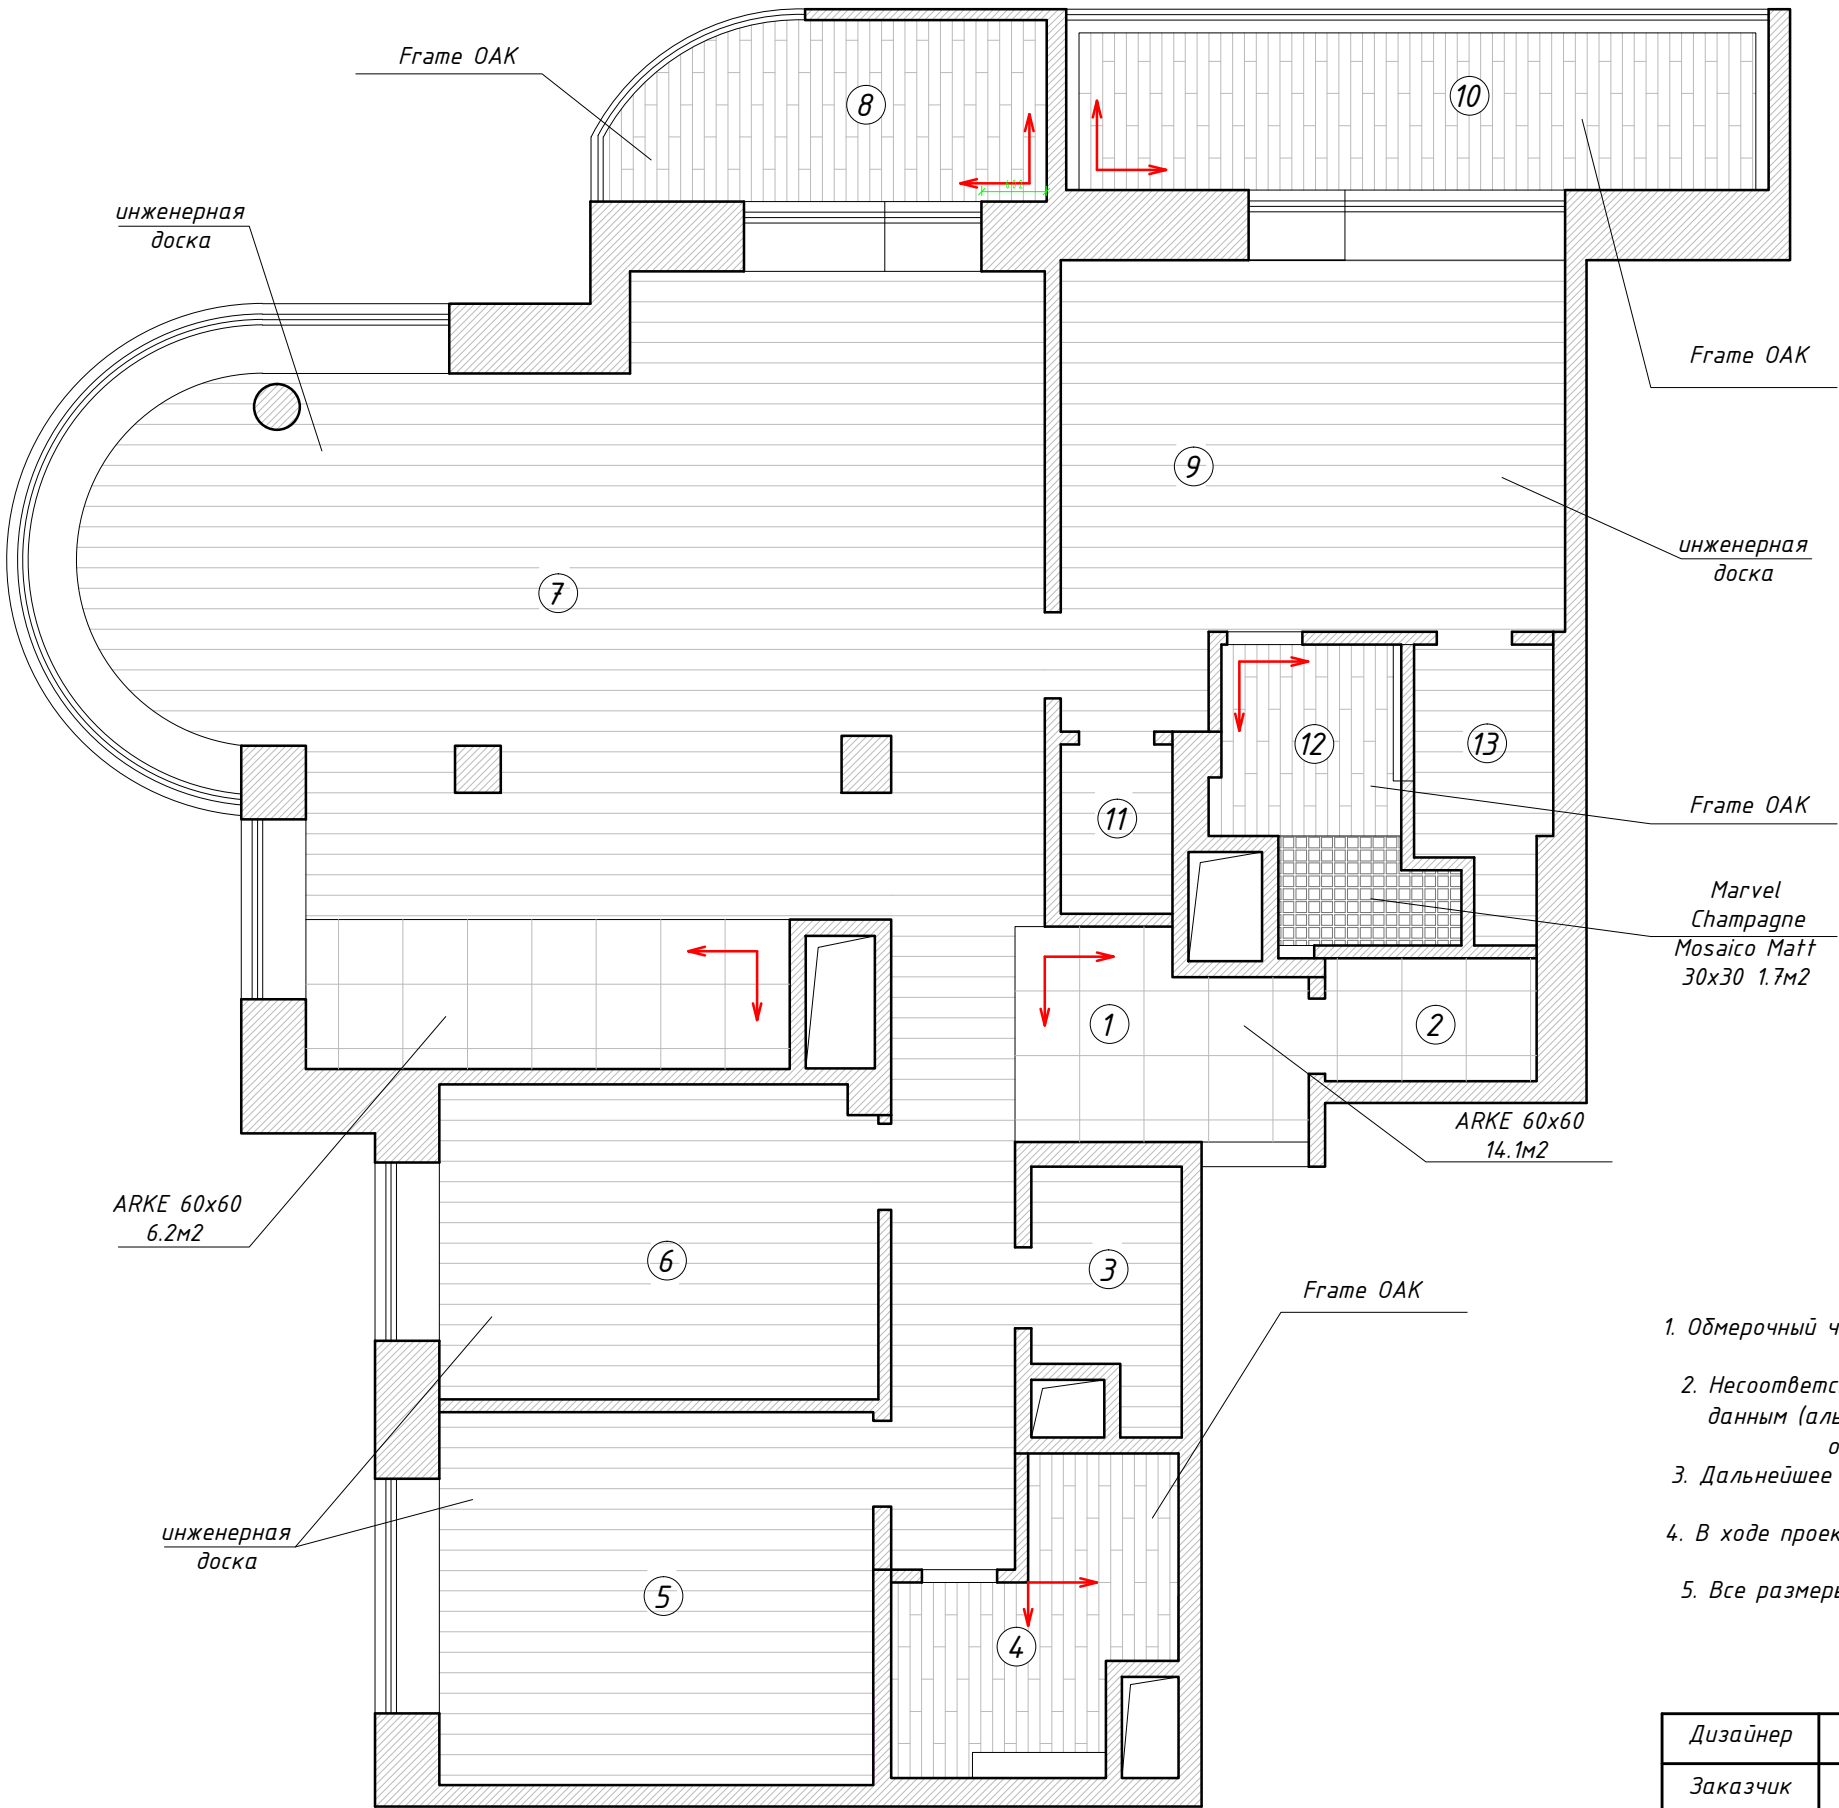 Frame OAK
8
10
инженерная
доска
Frame OAK
9
инженерная
доска
7
12
13
11
Frame OAK
Marvel
Champagne
Mosaico Matt
30x30 1.7м2
1
2
ARKE 60x60
14.1м2
ARKE 60x60
6.2м2
6
3
Frame OAK
1. Обмерочный ч
2. Несоответс
данным (аль
о
3. Дальнейшее
4. В ходе проек
5. Все размеры
инженерная
доска
5
4
Дизайнер
Заказчик